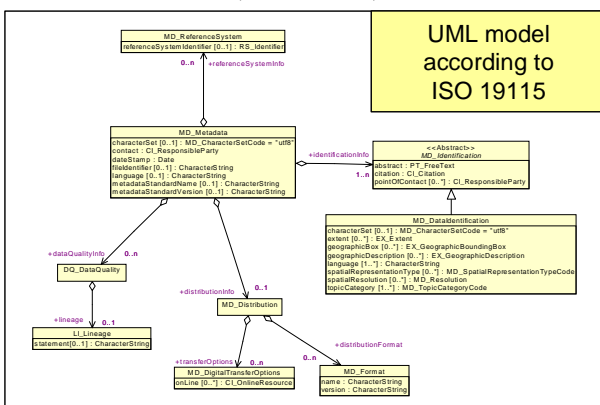 UML model
according to
ISO 19115
MD_ReferenceSystem
referenceSystemIdentifier [0..1] : RS_Identifier
0..n
+referenceSystemInfo
MD_Metadata
characterSet [0..1] : MD_CharacterSetCode = "utf8"
contact : CI_ResponsibleParty
dateStamp : Date
fileIdentifier [0..1] : CharacterString
language [0..1] : CharacterString
metadataStandardName [0..1] : CharacterString
metadataStandardVersion [0..1] : CharacterString
+identificationInfo
1..n
<<Abstract>>
MD_Identification
abstract : PT_FreeText
citation : CI_Citation
pointOfContact [0..*] : CI_ResponsibleParty
MD_DataIdentification
characterSet [0..1] : MD_CharacterSetCode = "utf8"
extent [0..*] : EX_Extent
geographicBox [0..*] : EX_GeographicBoundingBox
geographicDescription [0..*] : EX_GeographicDescription
language [1..*] : CharacterString
spatialRepresentationType [0..*] : MD_SpatialRepresentationTypeCode
spatialResolution [0..*] : MD_Resolution
topicCategory [1..*] : MD_TopicCategoryCode
+dataQualityInfo
0..n
DQ_DataQuality
+lineage
0..1
LI_Lineage
statement[0..1] : CharacterString
+distributionInfo
0..1
MD_Distribution
+transferOptions
0..n
MD_DigitalTransferOptions
onLine [0..*] : CI_OnlineResource
+distributionFormat
0..n
MD_Format
name : CharacterString
version : CharacterString